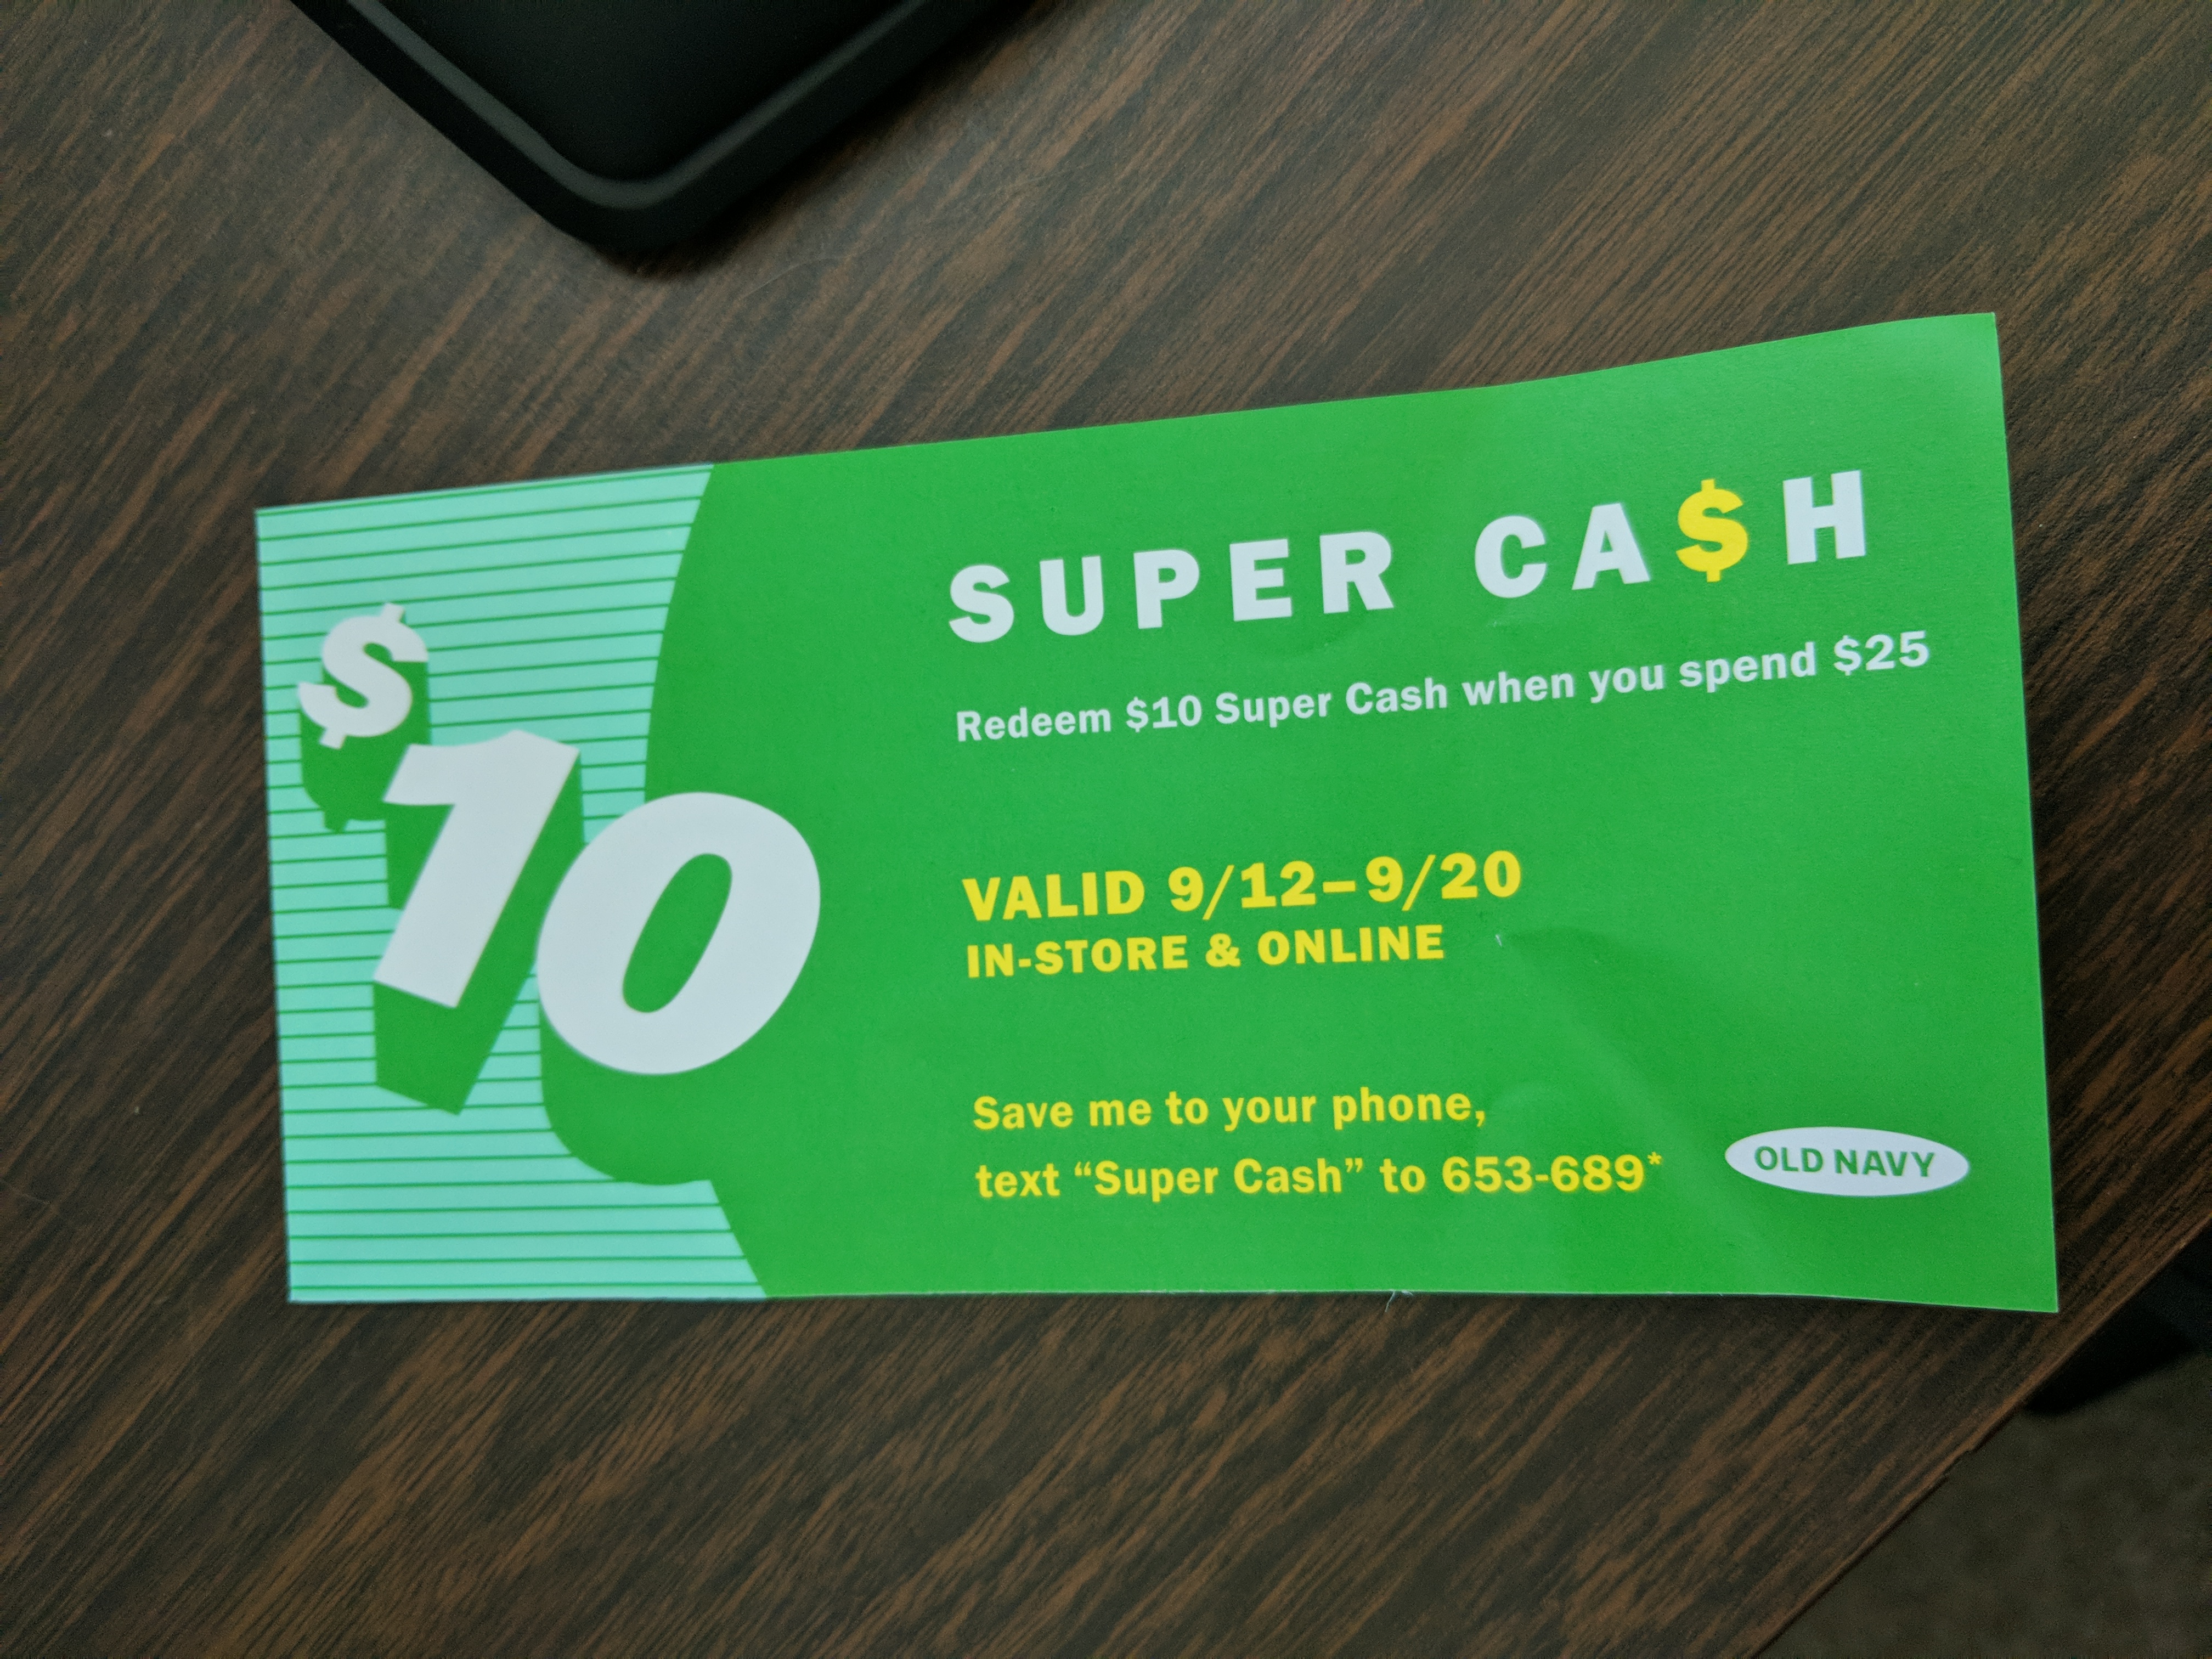 $10
SUPER CA$H
Redeem $10 Super Cash when you spend $25
VALID 9/12–9/20
IN-STORE & ONLINE
Save me to your phone,
text “Super Cash” to 653-689*
OLD NAVY